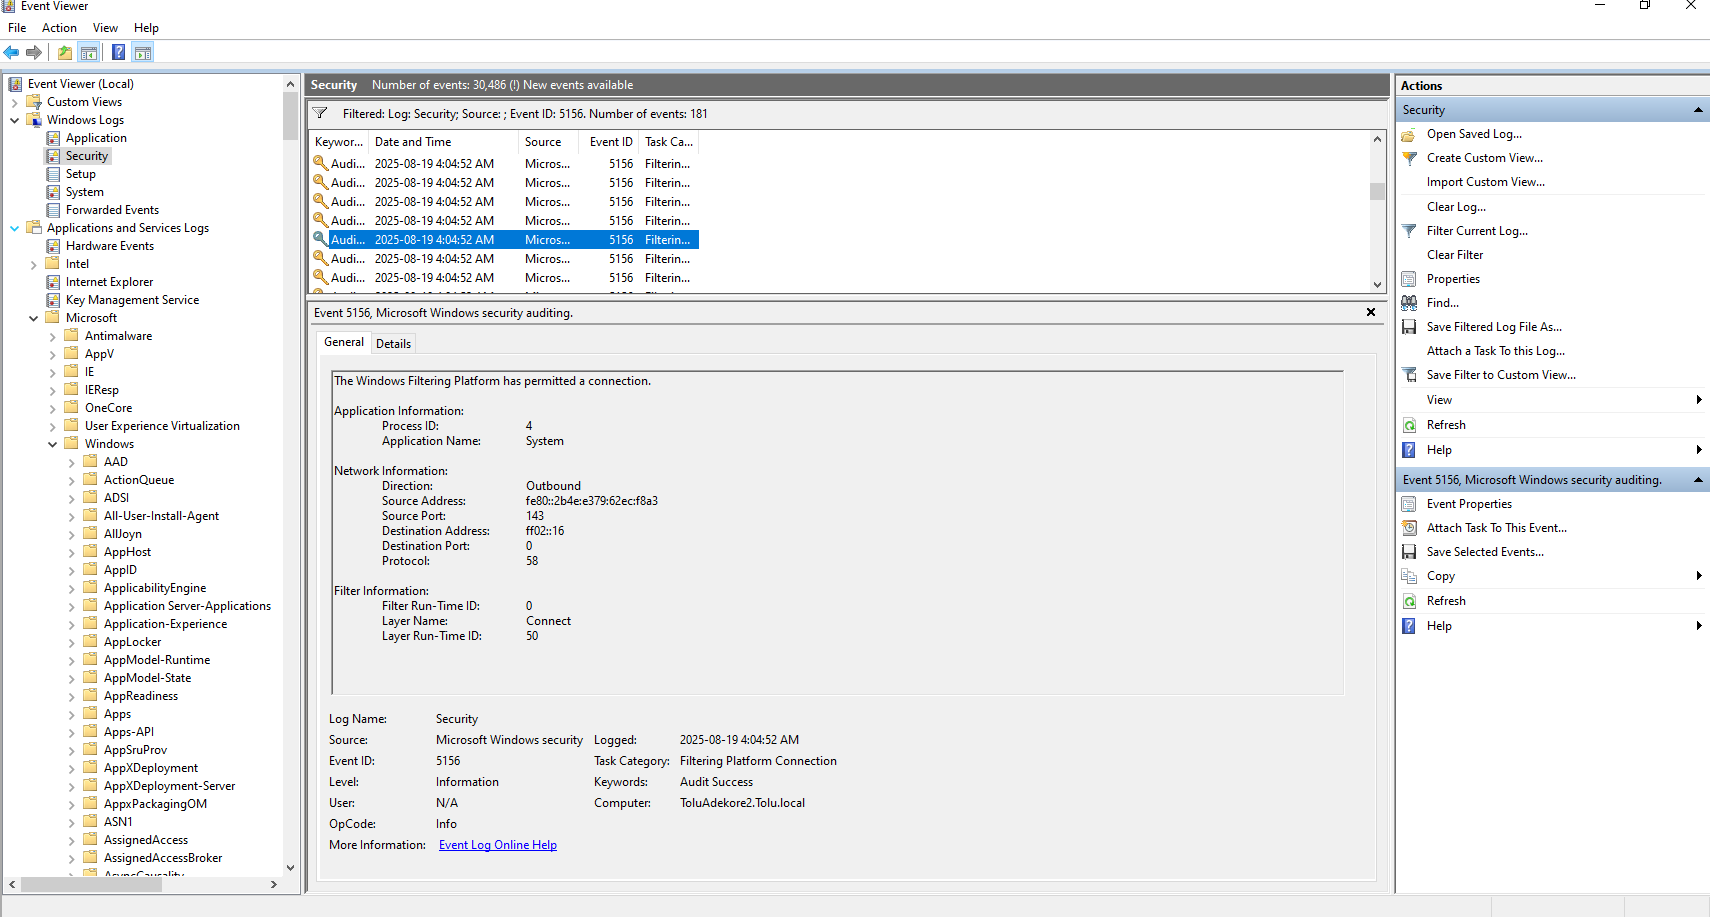 Event Viewer
File Action View Help
Event Viewer (Local)
Custom Views
Windows Logs
Application
Security
Setup
System
Forwarded Events
Applications and Services Logs
Hardware Events
Intel
Internet Explorer
Key Management Service
Microsoft
Antimalware
AppV
IE
IEResp
OneCore
User Experience Virtualization
Windows
AAD
ActionQueue
ADSI
All-User-Install-Agent
AllJoyn
AppHost
AppID
ApplicabilityEngine
Application Server-Applications
Application-Experience
AppLocker
AppModel-Runtime
AppModel-State
AppReadiness
Apps
Apps-API
AppSruProv
AppXDeployment
AppXDeployment-Server
AppxPackagingOM
ASN1
AssignedAccess
AssignedAccessBroker
AsyncCausality
Security Number of events: 30,486 (!) New events available
Filtered: Log: Security; Source: ; Event ID: 5156. Number of events: 181
Keywor... Date and Time Source Event ID Task Ca...
Audi... 2025-08-19 4:04:52 AM Micros... 5156 Filterin...
Audi... 2025-08-19 4:04:52 AM Micros... 5156 Filterin...
Audi... 2025-08-19 4:04:52 AM Micros... 5156 Filterin...
Audi... 2025-08-19 4:04:52 AM Micros... 5156 Filterin...
Audi... 2025-08-19 4:04:52 AM Micros... 5156 Filterin...
Audi... 2025-08-19 4:04:52 AM Micros... 5156 Filterin...
Audi... 2025-08-19 4:04:52 AM Micros... 5156 Filterin...
Event 5156, Microsoft Windows security auditing.
General Details
The Windows Filtering Platform has permitted a connection.
Application Information:
Process ID: 4
Application Name: System
Network Information:
Direction: Outbound
Source Address: fe80::2b4e:e379:62ec:f8a3
Source Port: 143
Destination Address: ff02::16
Destination Port: 0
Protocol: 58
Filter Information:
Filter Run-Time ID: 0
Layer Name: Connect
Layer Run-Time ID: 50
Log Name: Security
Source: Microsoft Windows security Logged: 2025-08-19 4:04:52 AM
Event ID: 5156 Task Category: Filtering Platform Connection
Level: Information Keywords: Audit Success
User: N/A Computer: ToluAdekore2.Tolu.local
OpCode: Info
More Information: Event Log Online Help
Actions
Security
Open Saved Log...
Create Custom View...
Import Custom View...
Clear Log...
Filter Current Log...
Clear Filter
Properties
Find...
Save Filtered Log File As...
Attach a Task To this Log...
Save Filter to Custom View...
View
Refresh
Help
Event 5156, Microsoft Windows security auditing.
Event Properties
Attach Task To This Event...
Save Selected Events...
Copy
Refresh
Help